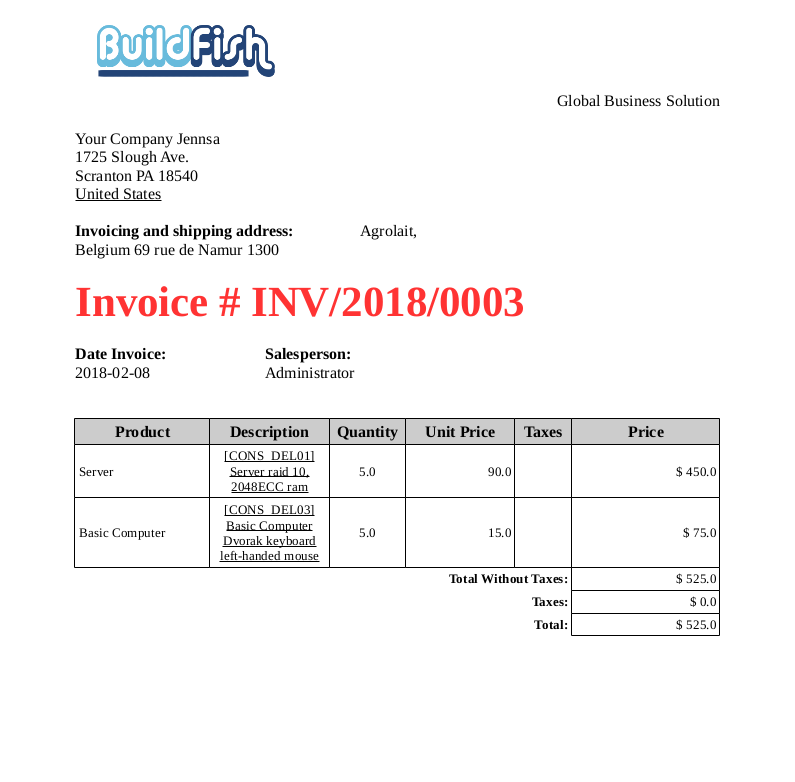 BuildFish
Global Business Solution
Your Company Jennsa
1725 Slough Ave.
Scranton PA 18540
United States
Invoicing and shipping address: Agrolait,
Belgium 69 rue de Namur 1300
Invoice # INV/2018/0003
Date Invoice: Salesperson:
2018-02-08 Administrator
Product Description Quantity Unit Price Taxes Price
Server [CONS_DEL01] 5.0 90.0 $ 450.0
Server raid 10,
2048ECC ram
Basic Computer [CONS_DEL03] 5.0 15.0 $ 75.0
Basic Computer
Dvorak keyboard
left-handed mouse
Total Without Taxes: $ 525.0
Taxes: $ 0.0
Total: $ 525.0